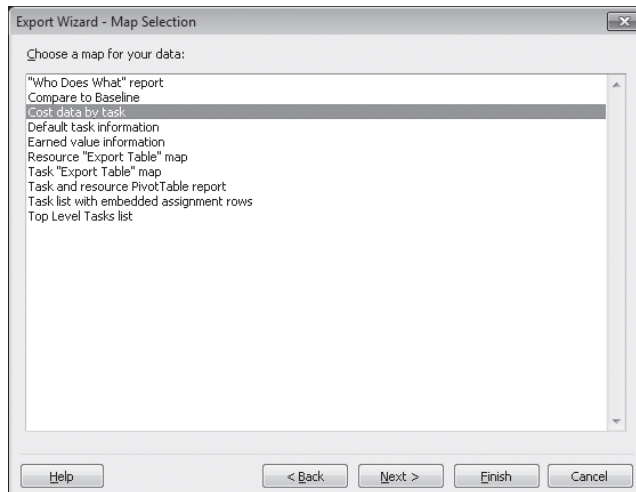 Export Wizard - Map Selection
Choose a map for your data:
"Who Does What" report
Compare to Baseline
Cost data by task
Default task information
Earned value information
Resource "Export Table" map
Task "Export Table" map
Task and resource PivotTable report
Task list with embedded assignment rows
Top Level Tasks list
Help < Back Next > Finish Cancel